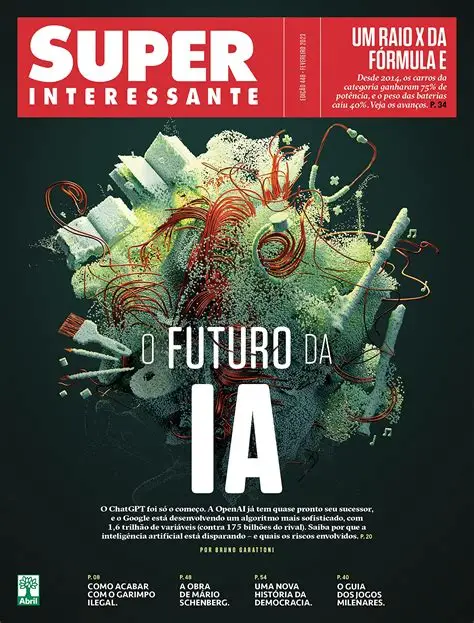 SUPER
INTERESSANTE
EDIÇÃO 448 - FEVEREIRO 2023
UM RAIO X DA
FÓRMULA E
Desde 2014, os carros da
categoria ganharam 75% de
potência, e o peso das baterias
caiu 40%. Veja os avanços. P. 34
O FUTURO DA
IA
O ChatGPT foi só o começo. A OpenAI já tem quase pronto seu sucessor,
e o Google está desenvolvendo um algoritmo mais sofisticado, com
1,6 trilhão de variáveis (contra 175 bilhões do rival). Saiba por que a
inteligência artificial está disparando – e quais os riscos envolvidos. P. 20
POR BRUNO GARATTONI
Abril
P. 08
COMO ACABAR
COM O GARIMPO
ILEGAL.
P. 48
A OBRA
DE MÁRIO
SCHENBERG.
P. 54
UMA NOVA
HISTÓRIA DA
DEMOCRACIA.
P. 40
O GUIA
DOS JOGOS
MILENARES.